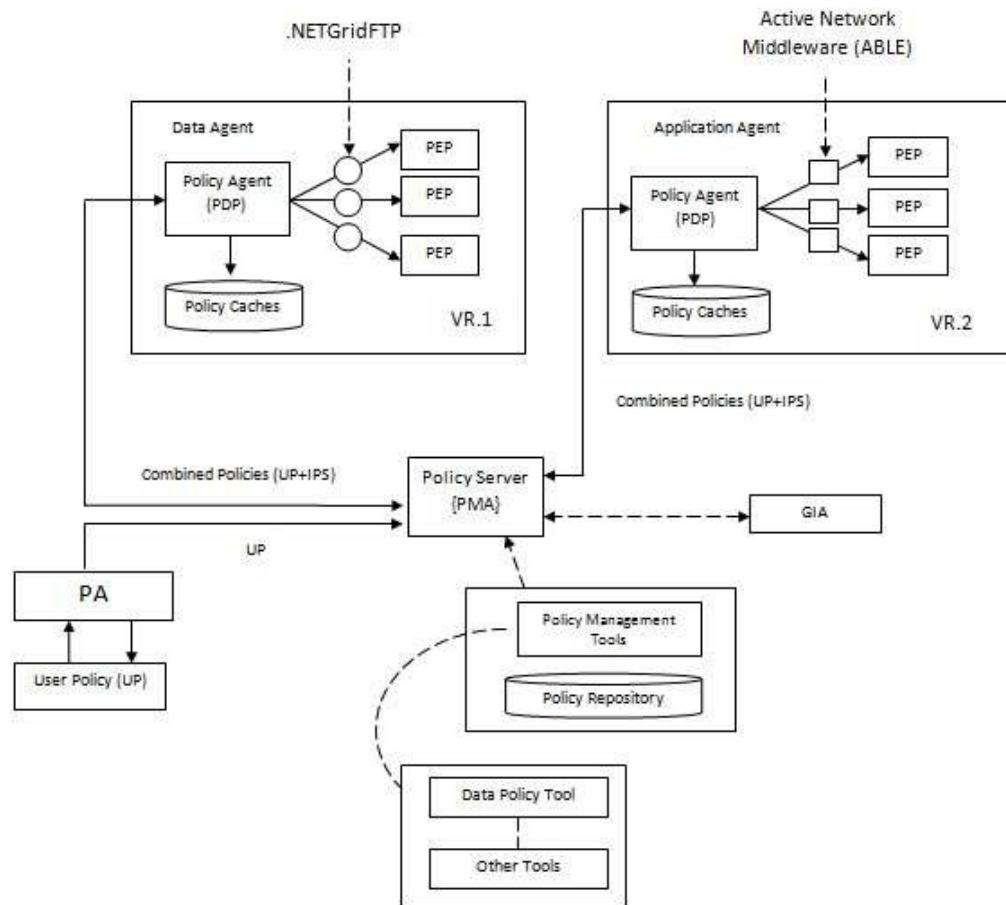 .NETGridFTP
Active Network
Middleware (ABLE)
Data Agent
Policy Agent
(PDP)
PEP
PEP
PEP
Policy Caches
VR.1
Application Agent
Policy Agent
(PDP)
PEP
PEP
PEP
Policy Caches
VR.2
Combined Policies (UP+IPS)
Combined Policies (UP+IPS)
Policy Server
{PMA}
GIA
UP
PA
User Policy (UP)
Policy Management
Tools
Policy Repository
Data Policy Tool
Other Tools